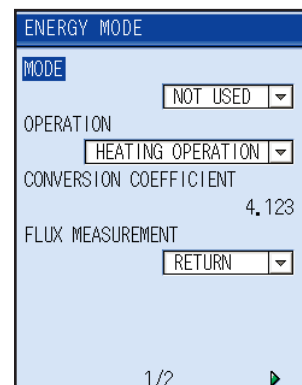 ENERGY MODE
MODE
NOT USED
OPERATION
HEATING OPERATION
CONVERSION COEFFICIENT
4.123
FLUX MEASUREMENT
RETURN
1/2